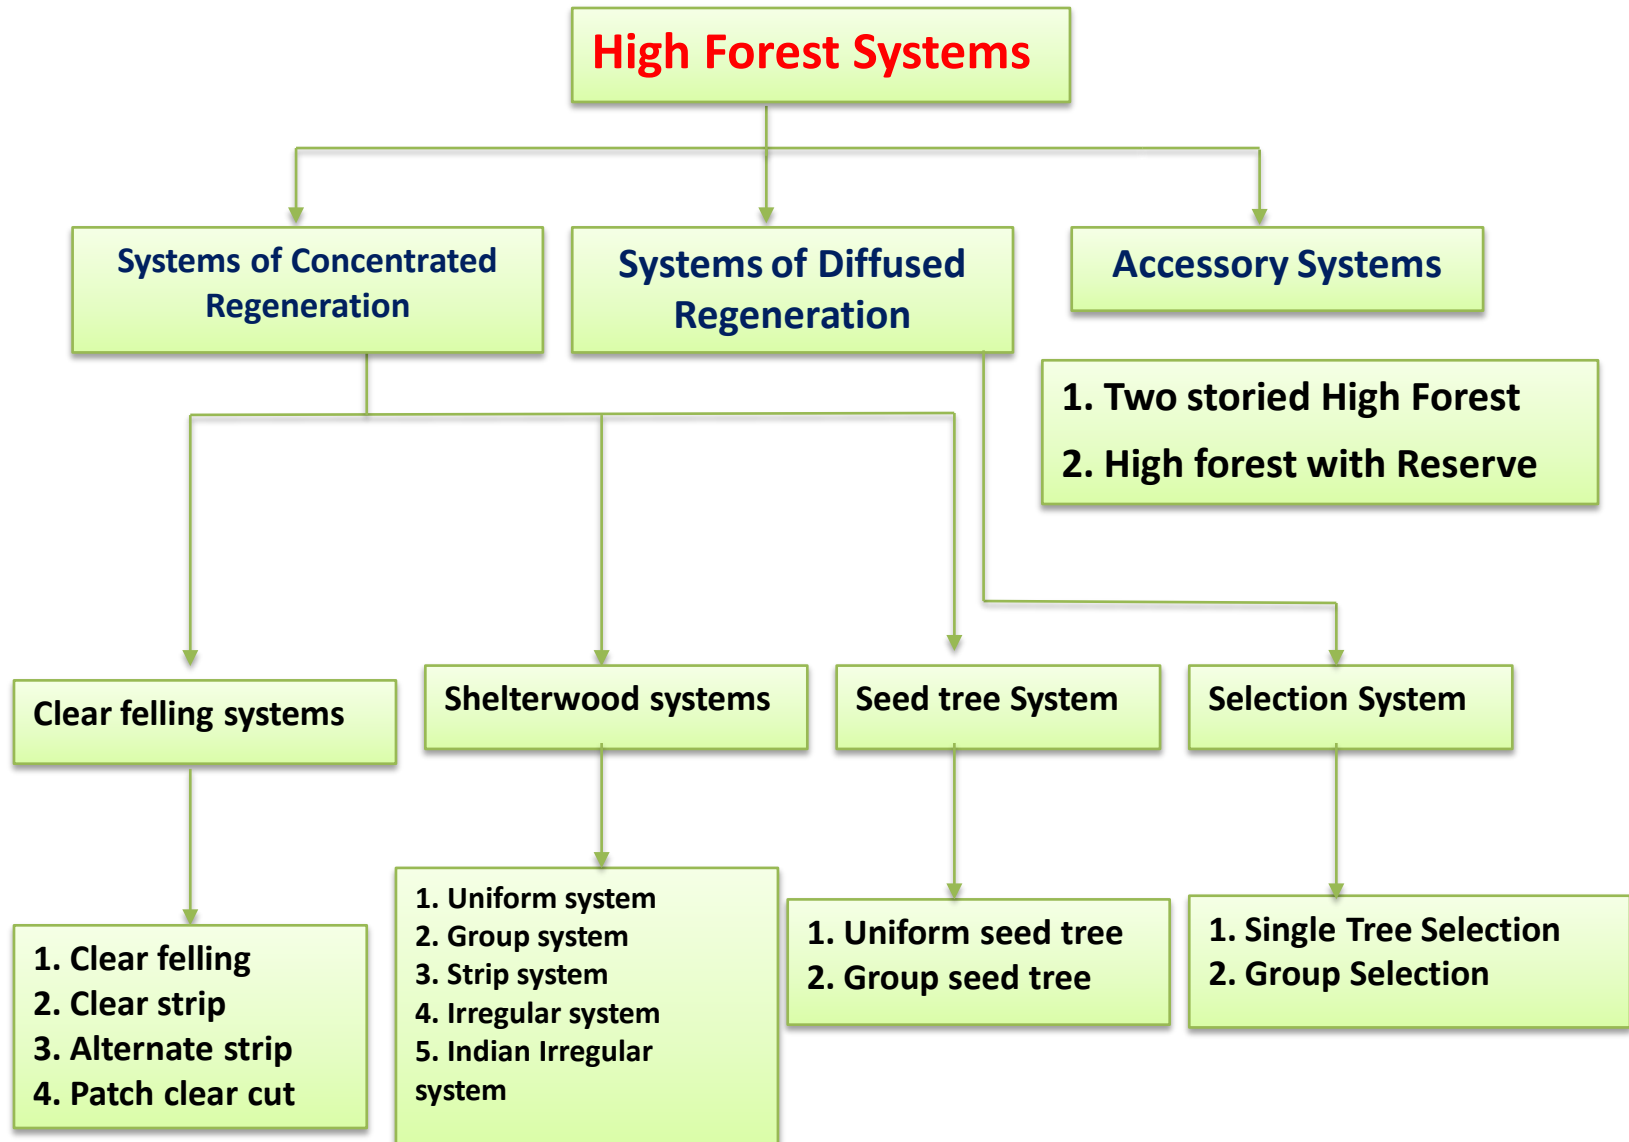 High Forest Systems
Systems of Concentrated
Regeneration
Systems of Diffused
Regeneration
Accessory Systems
1. Two storied High Forest
2. High forest with Reserve
Clear felling systems
Shelterwood systems
Seed tree System
Selection System
1. Clear felling
2. Clear strip
3. Alternate strip
4. Patch clear cut
1. Uniform system
2. Group system
3. Strip system
4. Irregular system
5. Indian Irregular
system
1. Uniform seed tree
2. Group seed tree
1. Single Tree Selection
2. Group Selection